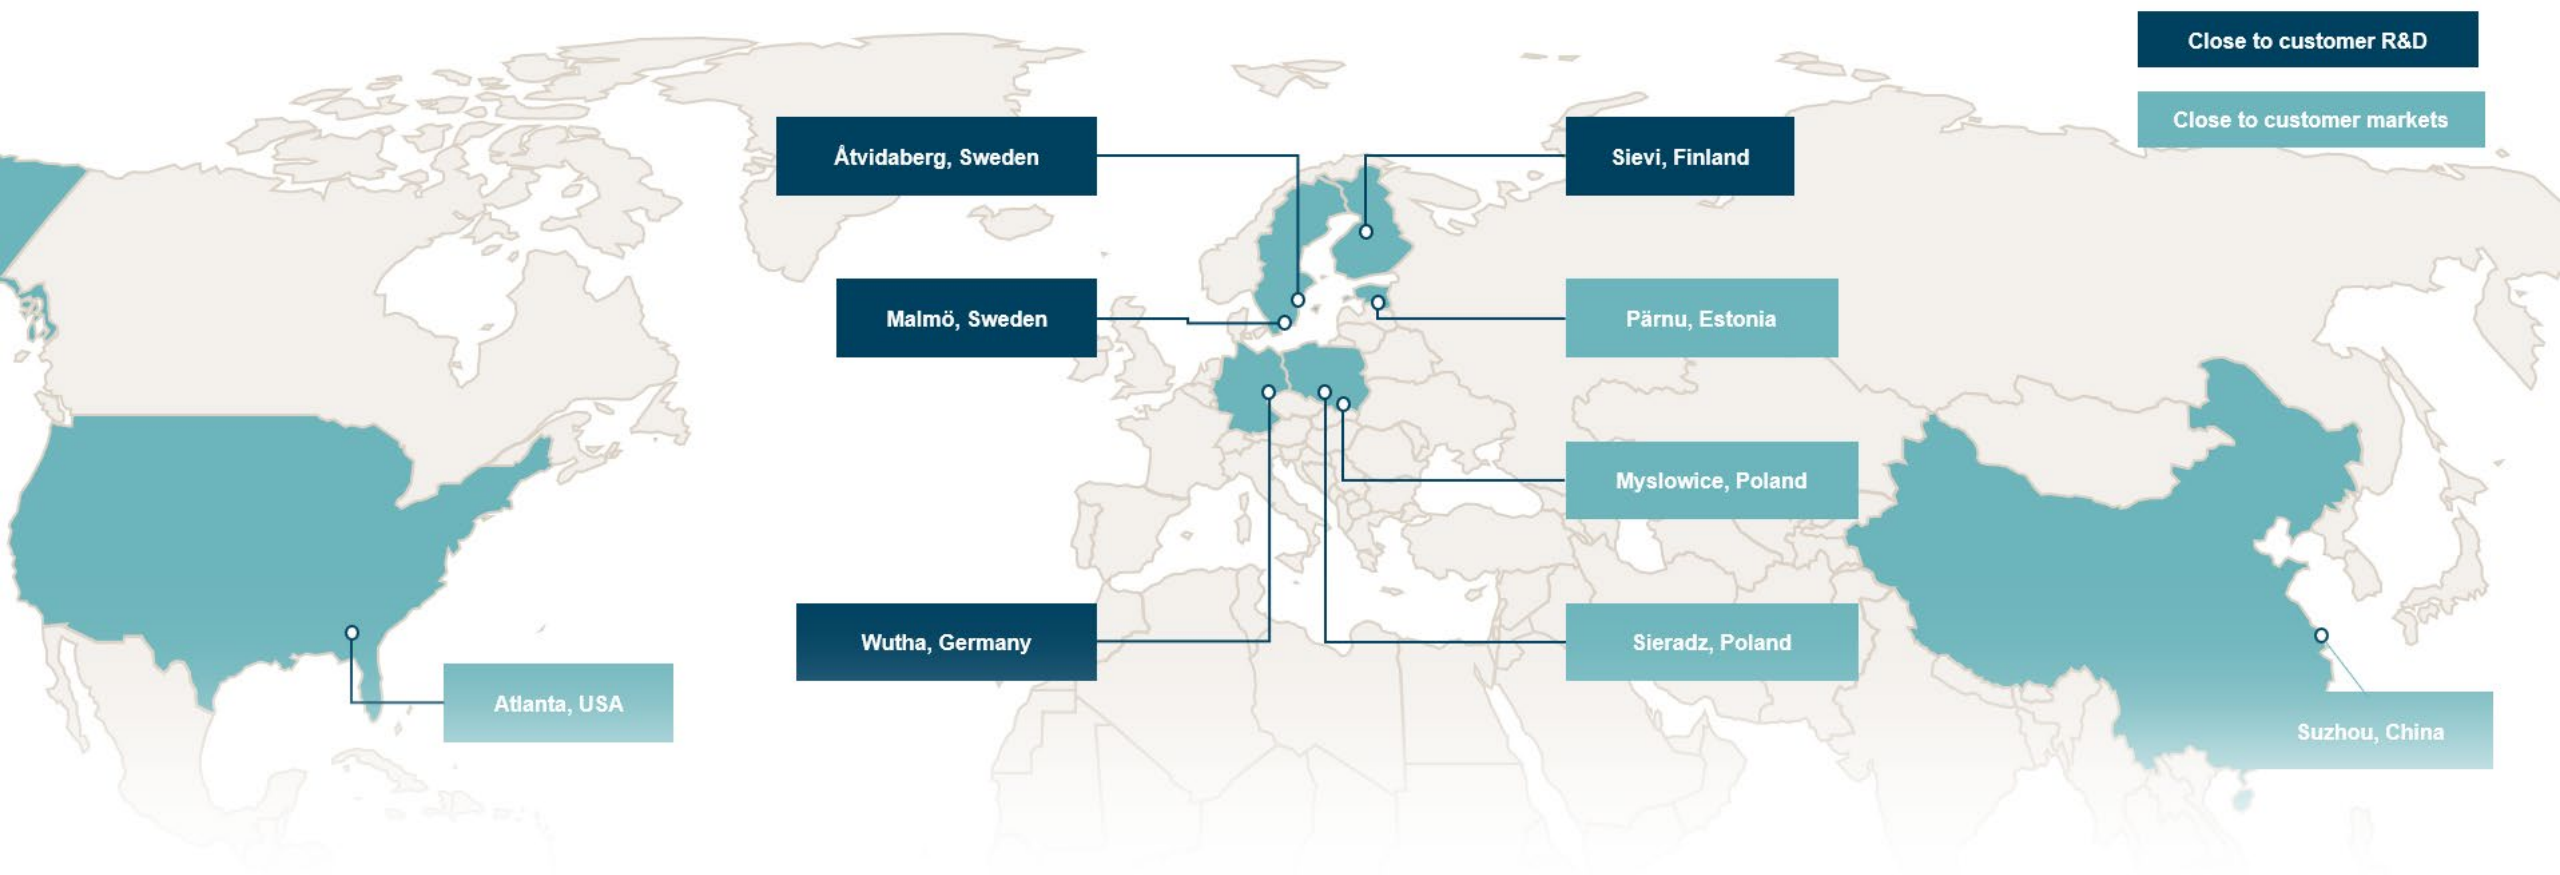 Close to customer R&D
Close to customer markets
Åtvidaberg, Sweden
Sievi, Finland
Malmö, Sweden
Pärnu, Estonia
Myslowice, Poland
Wutha, Germany
Sieradz, Poland
Atlanta, USA
Suzhou, China